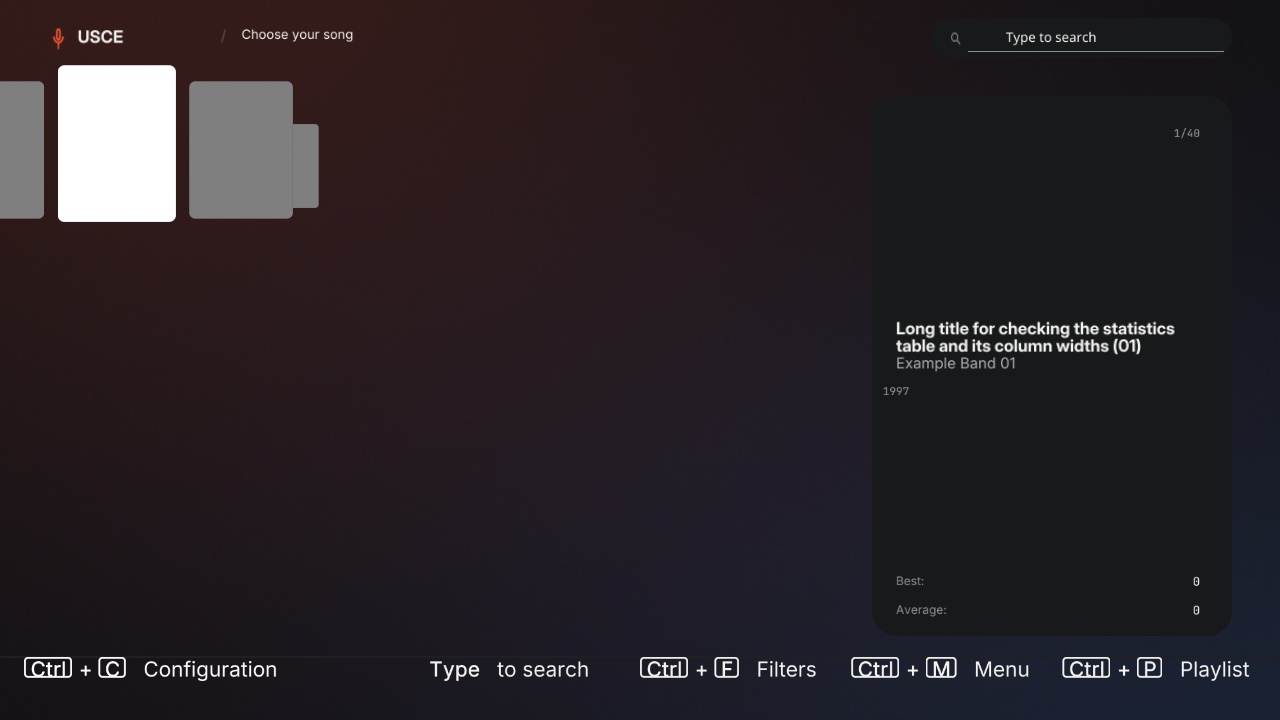 USCE
/ Choose your song
Type to search
1/40
Long title for checking the statistics
table and its column widths (01)
Example Band 01
1997
Best: 0
Average: 0
Ctrl + C Configuration Type to search Ctrl + F Filters Ctrl + M Menu Ctrl + P Playlist